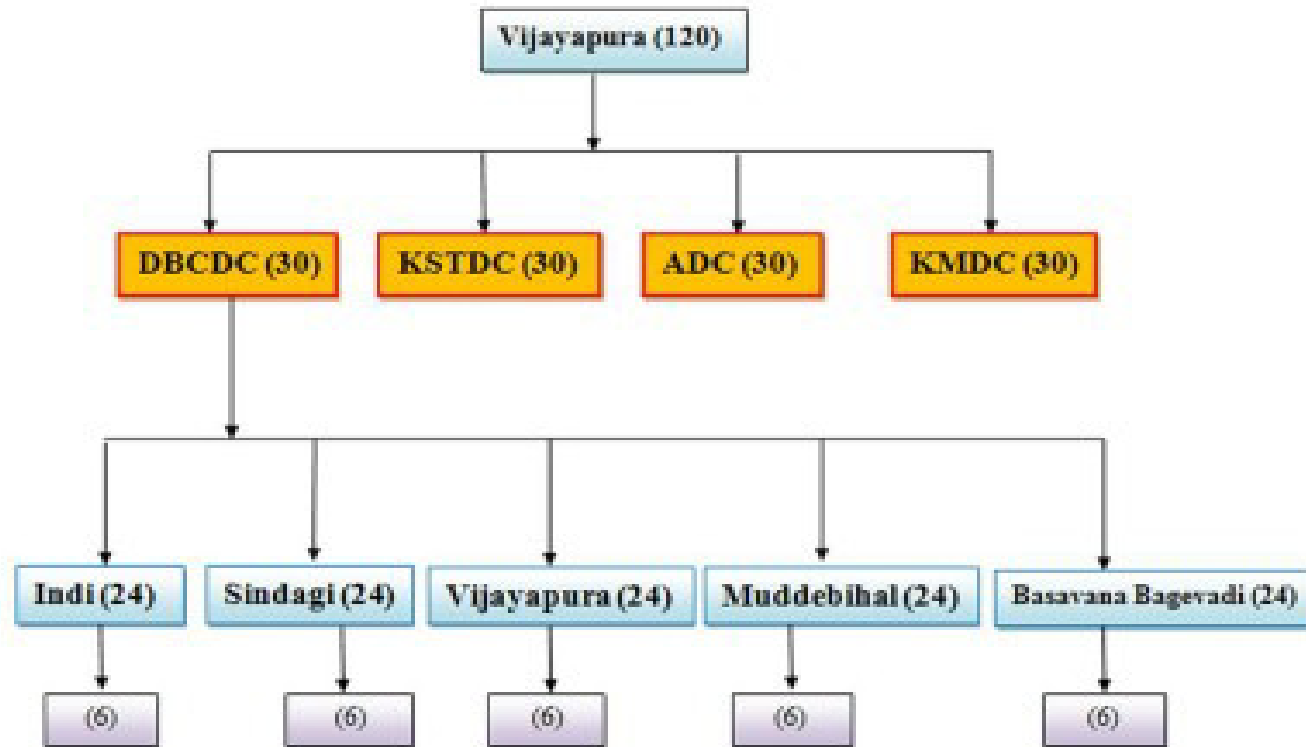 Vijayapura (120)
DBCDC (30)
KSTDC (30)
ADC (30)
KMDC (30)
Indi (24)
Sindagi (24)
Vijayapura (24)
Muddebihal (24)
Basavana Bagevadi (24)
(6)
(6)
(6)
(6)
(6)